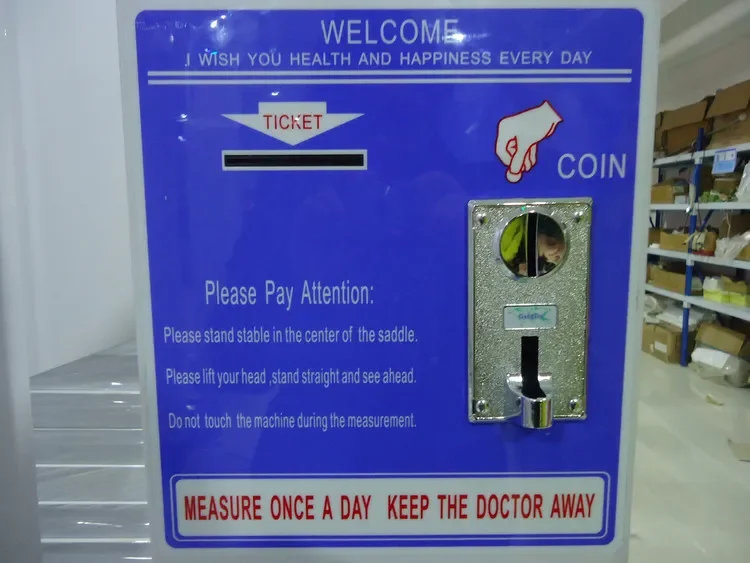 WELCOME
I WISH YOU HEALTH AND HAPPINESS EVERY DAY
TICKET
COIN
Please Pay Attention:
Please stand stable in the center of the saddle.
Please lift your head ,stand straight and see ahead.
Do not touch the machine during the measurement.
MEASURE ONCE A DAY KEEP THE DOCTOR AWAY